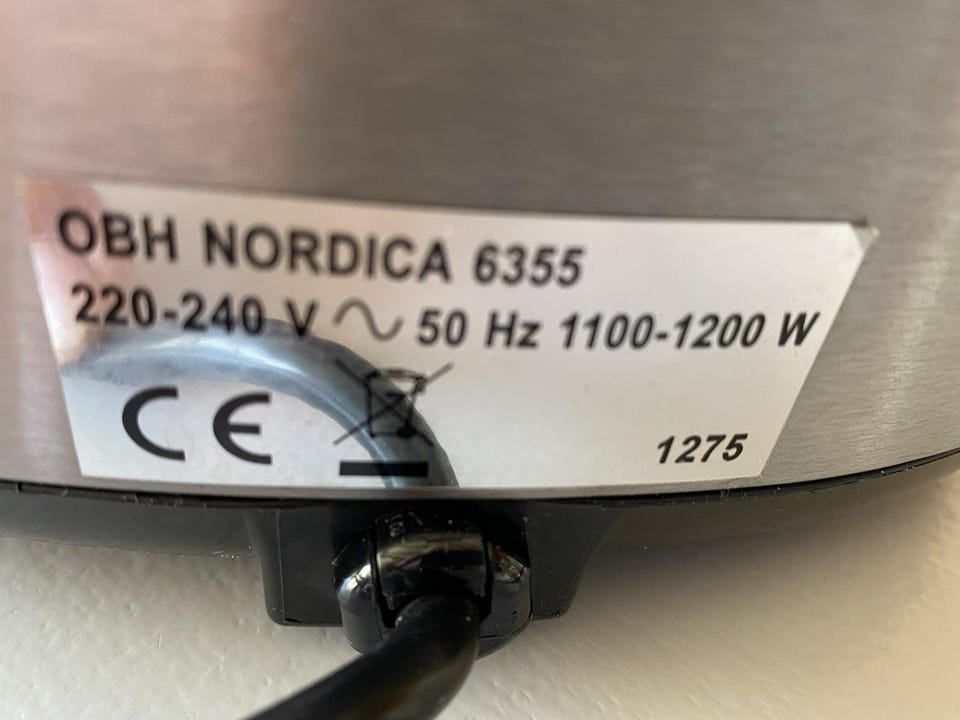 OBH NORDICA 6355
220-240 V ~ 50 Hz 1100-1200 W
CE
1275